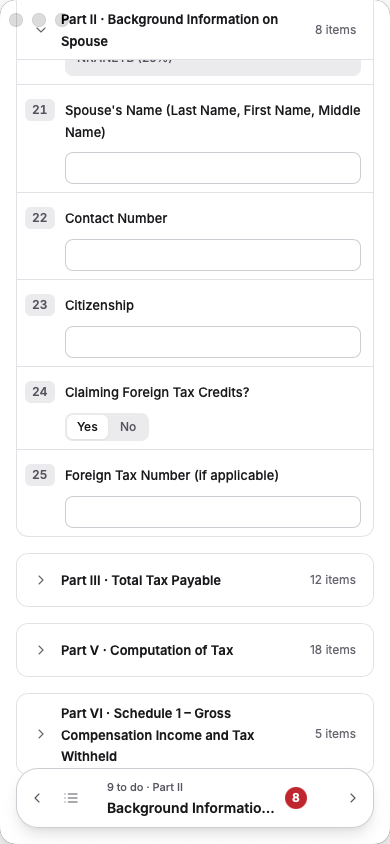 Part II · Background Information on
Spouse
8 items
21
Spouse's Name (Last Name, First Name, Middle
Name)
22
Contact Number
23
Citizenship
24
Claiming Foreign Tax Credits?
Yes
No
25
Foreign Tax Number (if applicable)
Part III · Total Tax Payable
12 items
Part V · Computation of Tax
18 items
Part VI · Schedule 1 – Gross
Compensation Income and Tax
Withheld
5 items
9 to do · Part II
Background Informatio...
8